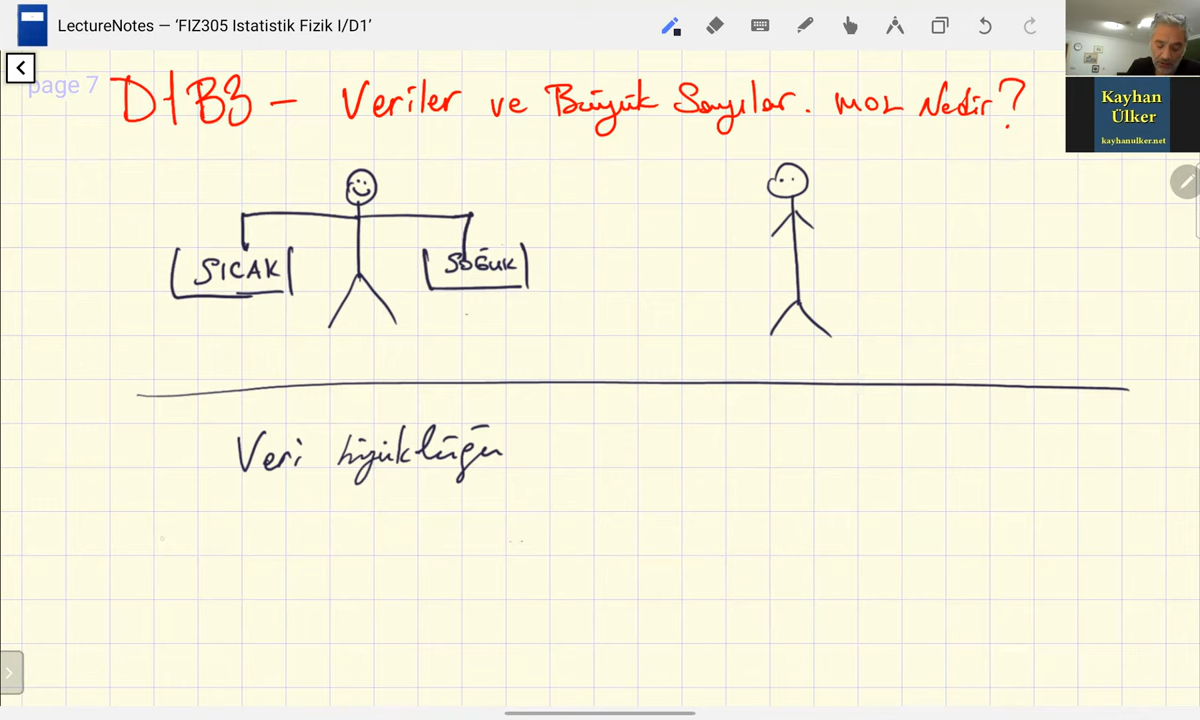 LectureNotes — ‘FIZ305 Istatistik Fizik I/D1’
page 7
D1B3 - Veriler ve Büyük Sayılar. MOL Nedir?
Kayhan
Ülker
kayhanulker.net
SICAK SOĞUK
Veri büyüklüğü